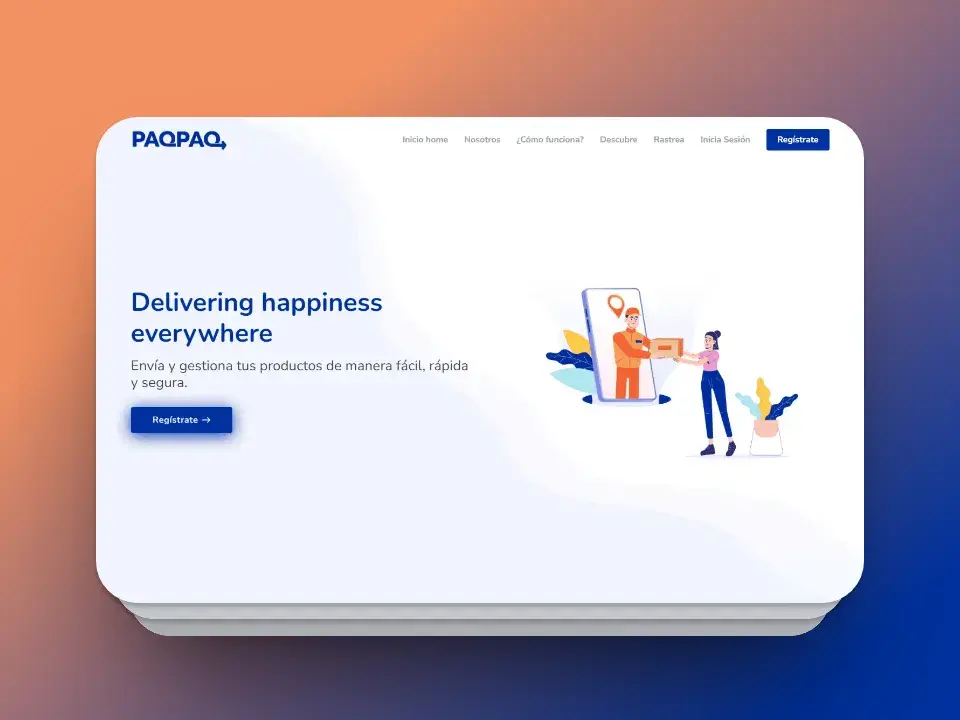 PAQPAQ
Inicio home Nosotros ¿Cómo funciona? Descubre Rastrea Inicia Sesión Regístrate
Delivering happiness
everywhere
Envía y gestiona tus productos de manera fácil, rápida
y segura.
Regístrate →